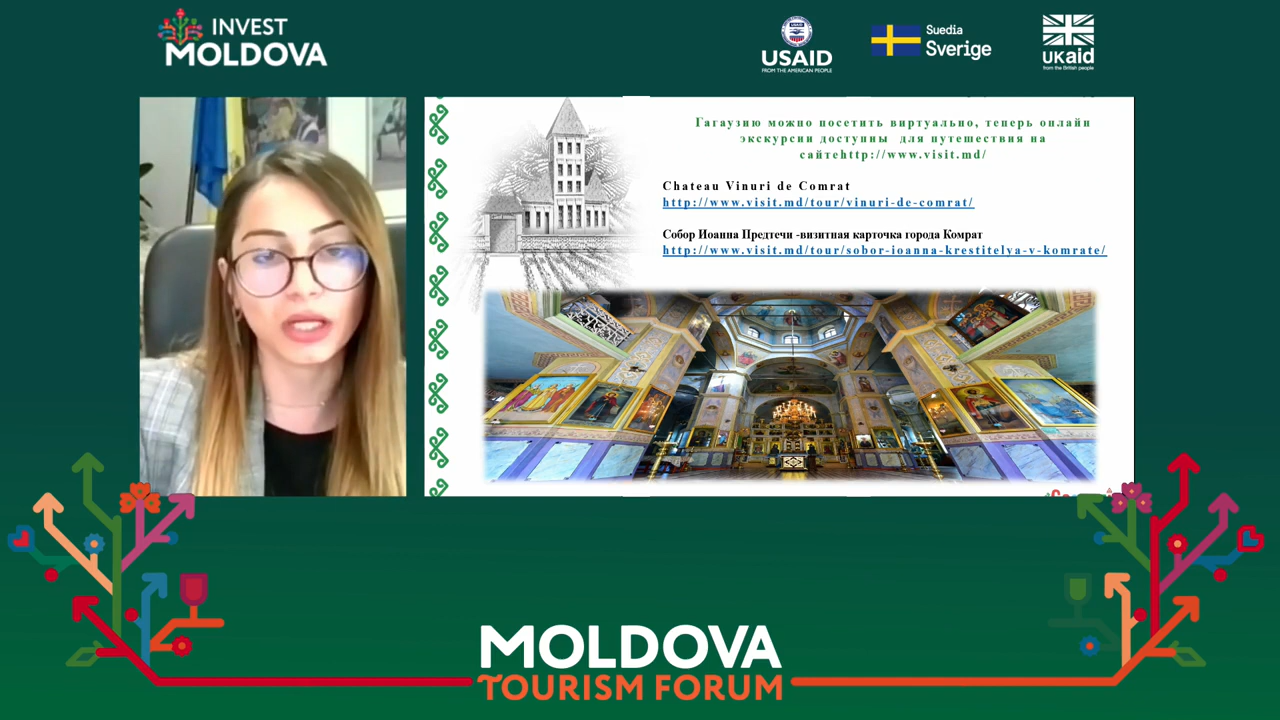 INVEST
MOLDOVA
USAID
FROM THE AMERICAN PEOPLE
Suedia
Sverige
UKaid
from the British people
Гагаузию можно посетить виртуально, теперь онлайн
экскурсии доступны для путешествия на
сайтеhttp://www.visit.md/
Chateau Vinuri de Comrat
http://www.visit.md/tour/vinuri-de-comrat/
Собор Иоанна Предтечи -визитная карточка города Комрат
http://www.visit.md/tour/sobor-ioanna-krestitelya-v-komrate/
MOLDOVA
TOURISM FORUM